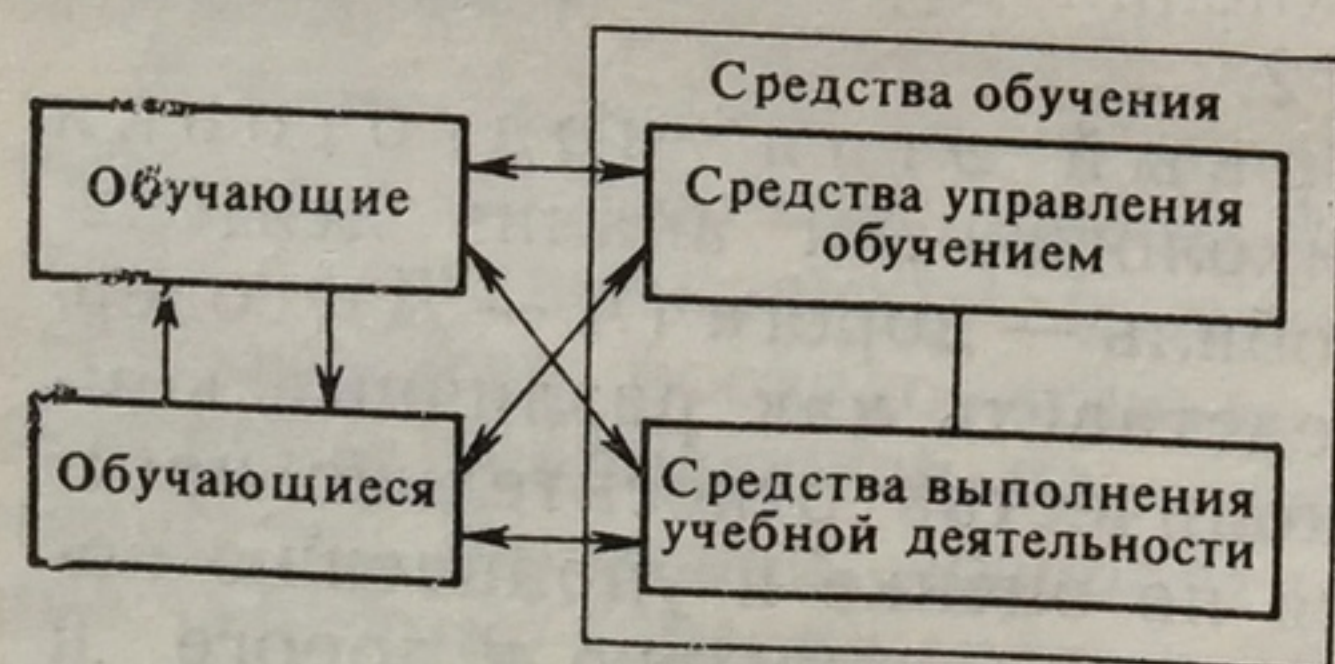 Средства обучения
Обучающие
Средства управления
обучением
Обучающиеся
Средства выполнения
учебной деятельности